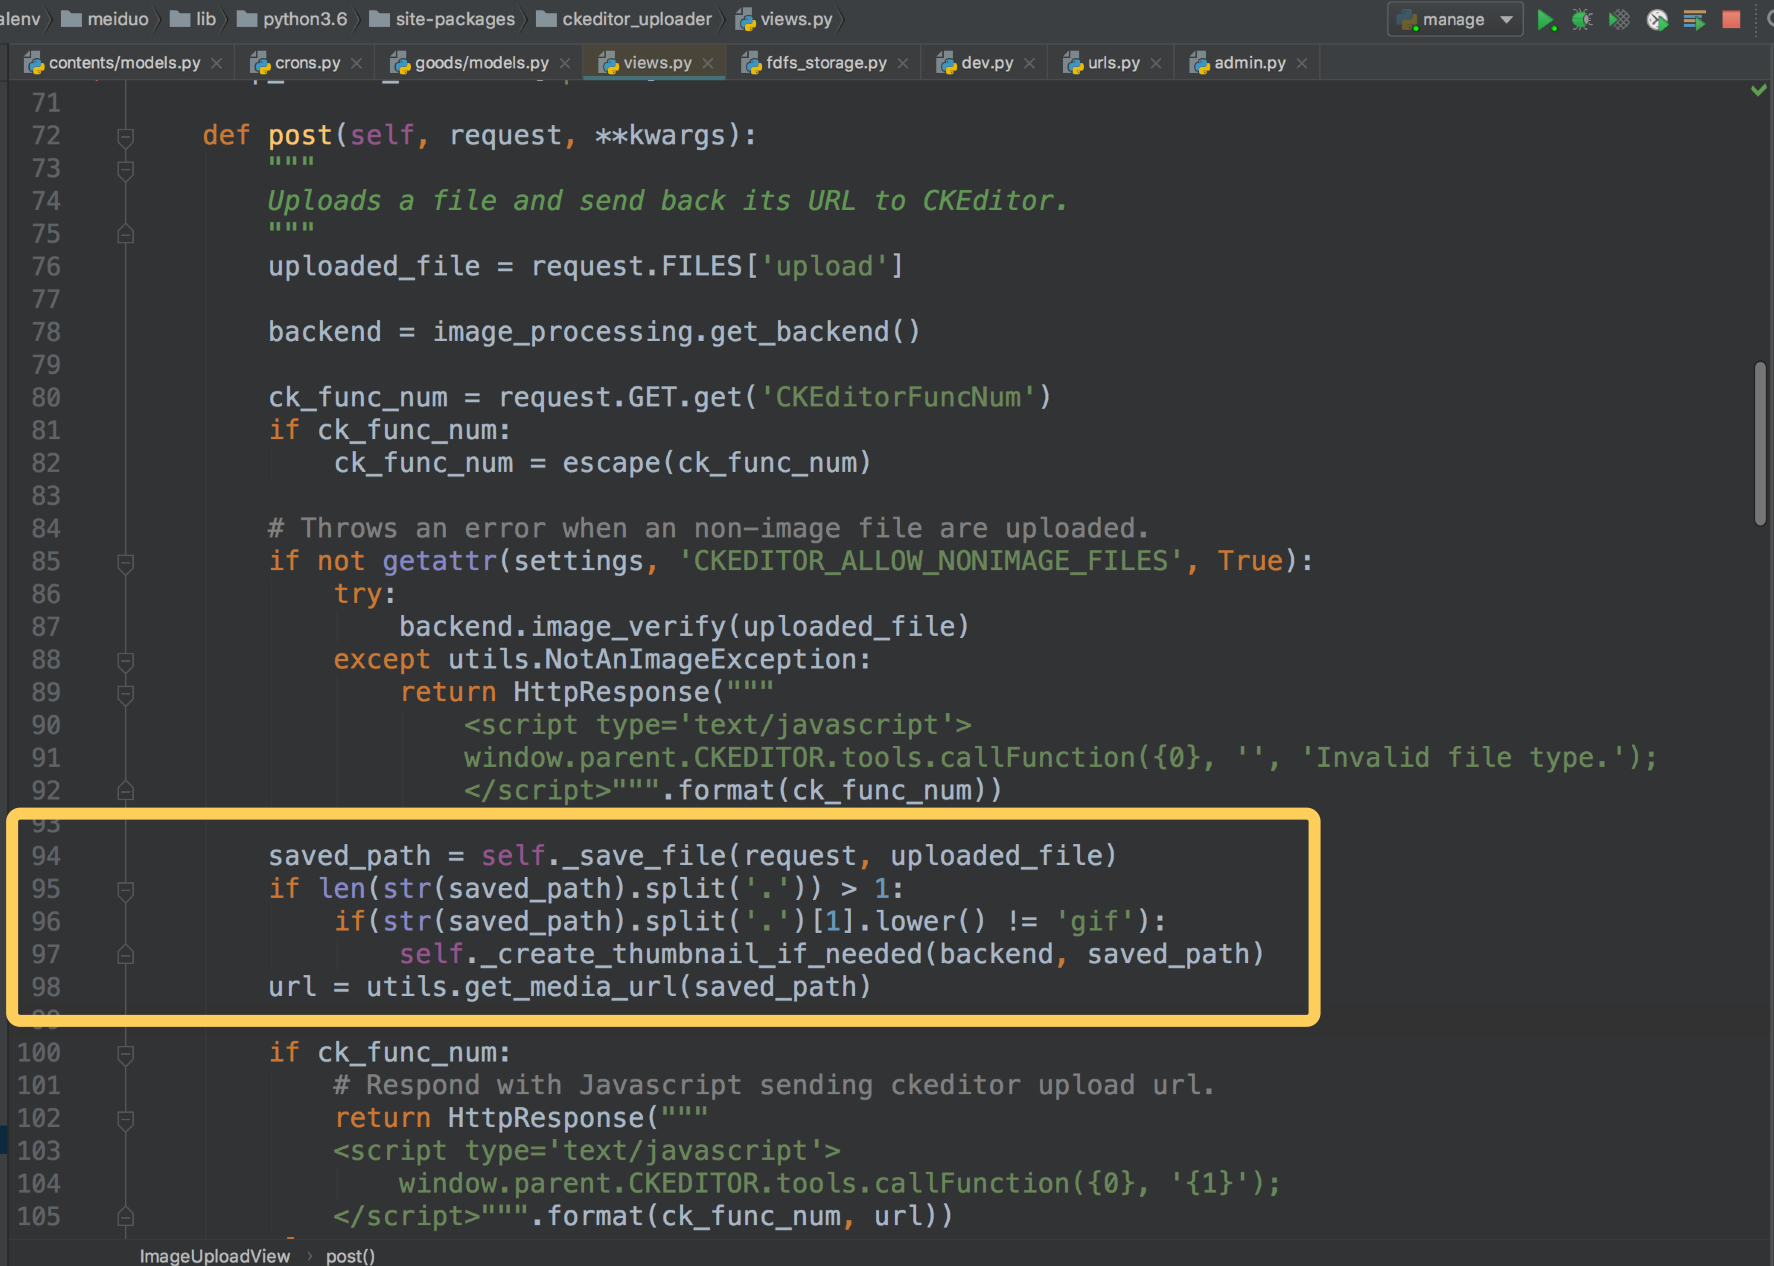 alenv meiduo lib python3.6 site-packages ckeditor_uploader views.py manage
contents/models.py crons.py goods/models.py views.py fdfs_storage.py dev.py urls.py admin.py
71
72 def post(self, request, **kwargs):
73 """
74 Uploads a file and send back its URL to CKEditor.
75 """
76 uploaded_file = request.FILES['upload']
77
78 backend = image_processing.get_backend()
79
80 ck_func_num = request.GET.get('CKEditorFuncNum')
81 if ck_func_num:
82 ck_func_num = escape(ck_func_num)
83
84 # Throws an error when an non-image file are uploaded.
85 if not getattr(settings, 'CKEDITOR_ALLOW_NONIMAGE_FILES', True):
86 try:
87 backend.image_verify(uploaded_file)
88 except utils.NotAnImageException:
89 return HttpResponse("""
90 <script type='text/javascript'>
91 window.parent.CKEDITOR.tools.callFunction({0}, '', 'Invalid file type.');
92 </script>""".format(ck_func_num))
93
94 saved_path = self._save_file(request, uploaded_file)
95 if len(str(saved_path).split('.')) > 1:
96 if(str(saved_path).split('.')[1].lower() != 'gif'):
97 self._create_thumbnail_if_needed(backend, saved_path)
98 url = utils.get_media_url(saved_path)
99
100 if ck_func_num:
101 # Respond with Javascript sending ckeditor upload url.
102 return HttpResponse("""
103 <script type='text/javascript'>
104 window.parent.CKEDITOR.tools.callFunction({0}, '{1}');
105 </script>""".format(ck_func_num, url))
ImageUploadView post()